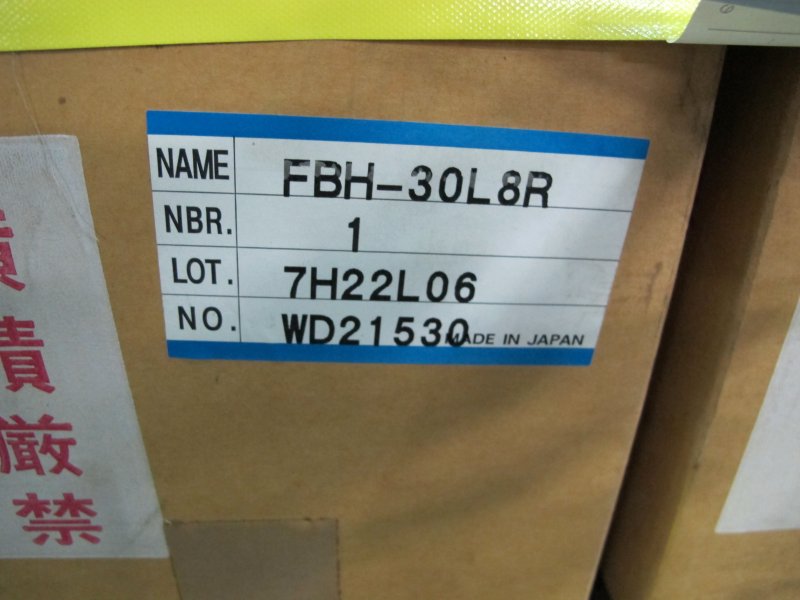 NAME FBH-30L8R
NBR. 1
LOT. 7H22L06
NO. WD21530 MADE IN JAPAN
積
厳
禁